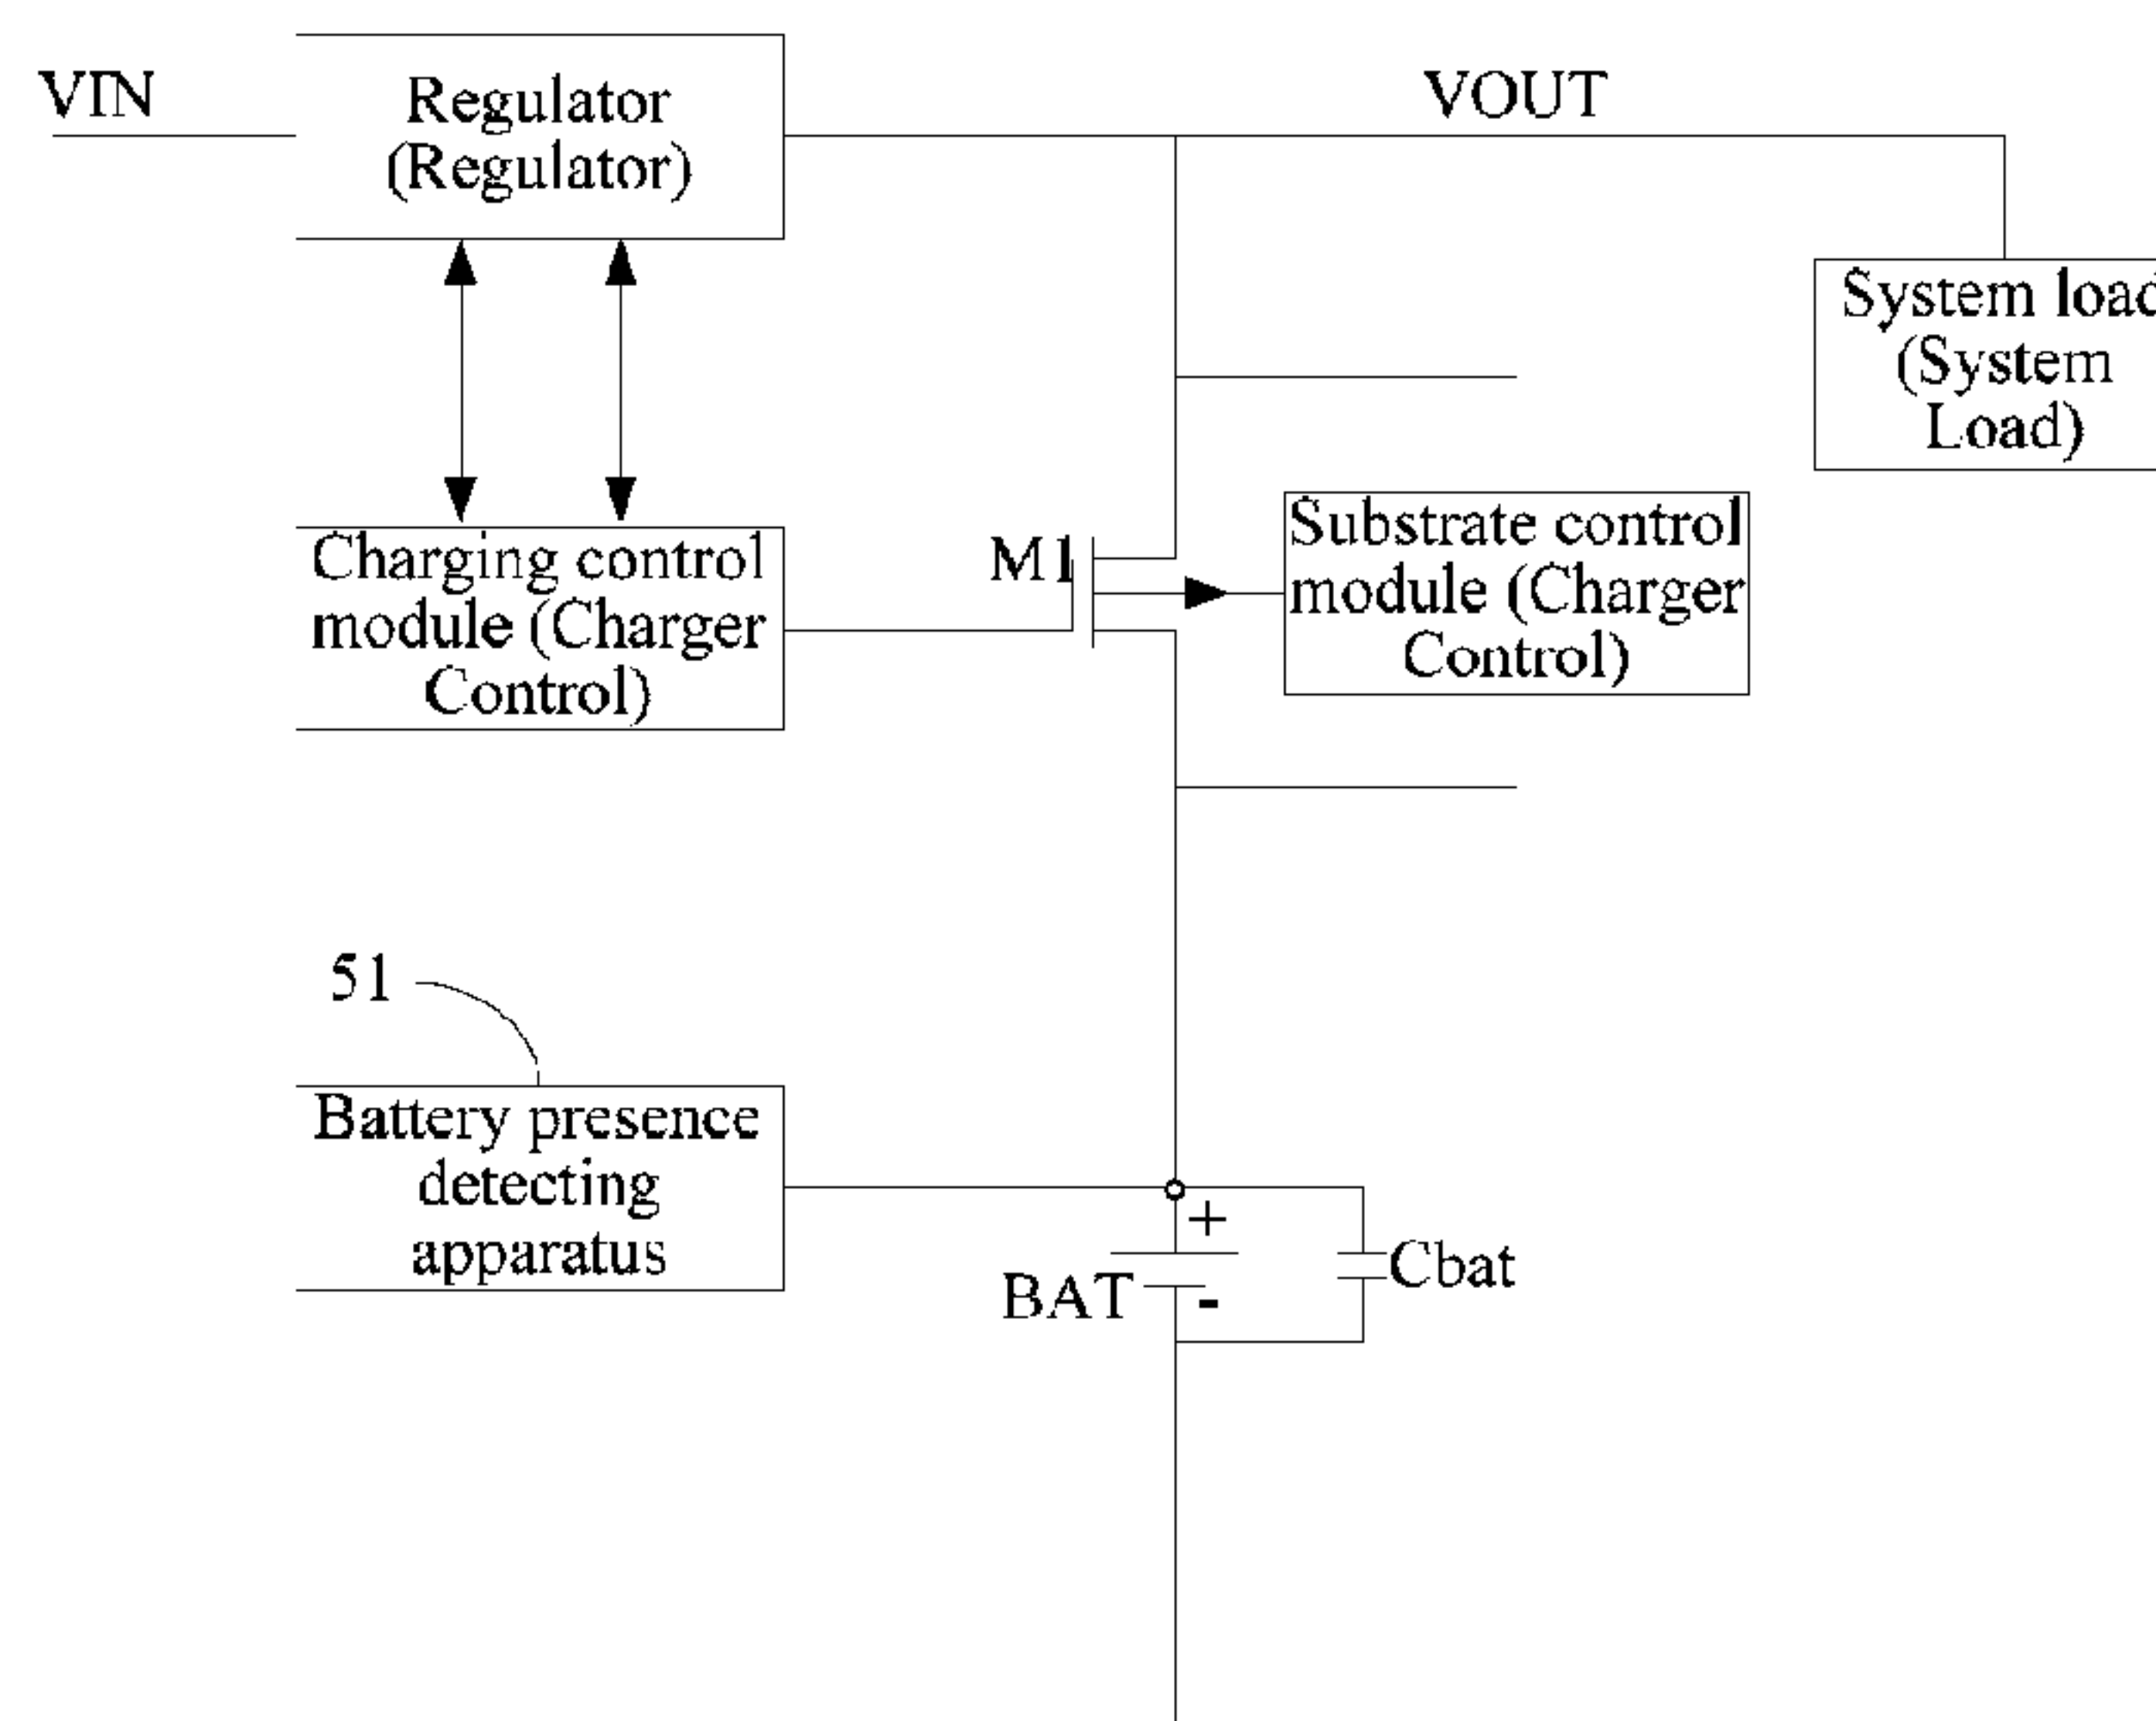 VIN
Regulator
(Regulator)
VOUT
System load
(System
Load)
Charging control
module (Charger
Control)
M1
Substrate control
module (Charger
Control)
51
Battery presence
detecting
apparatus
+
BAT
-
Cbat